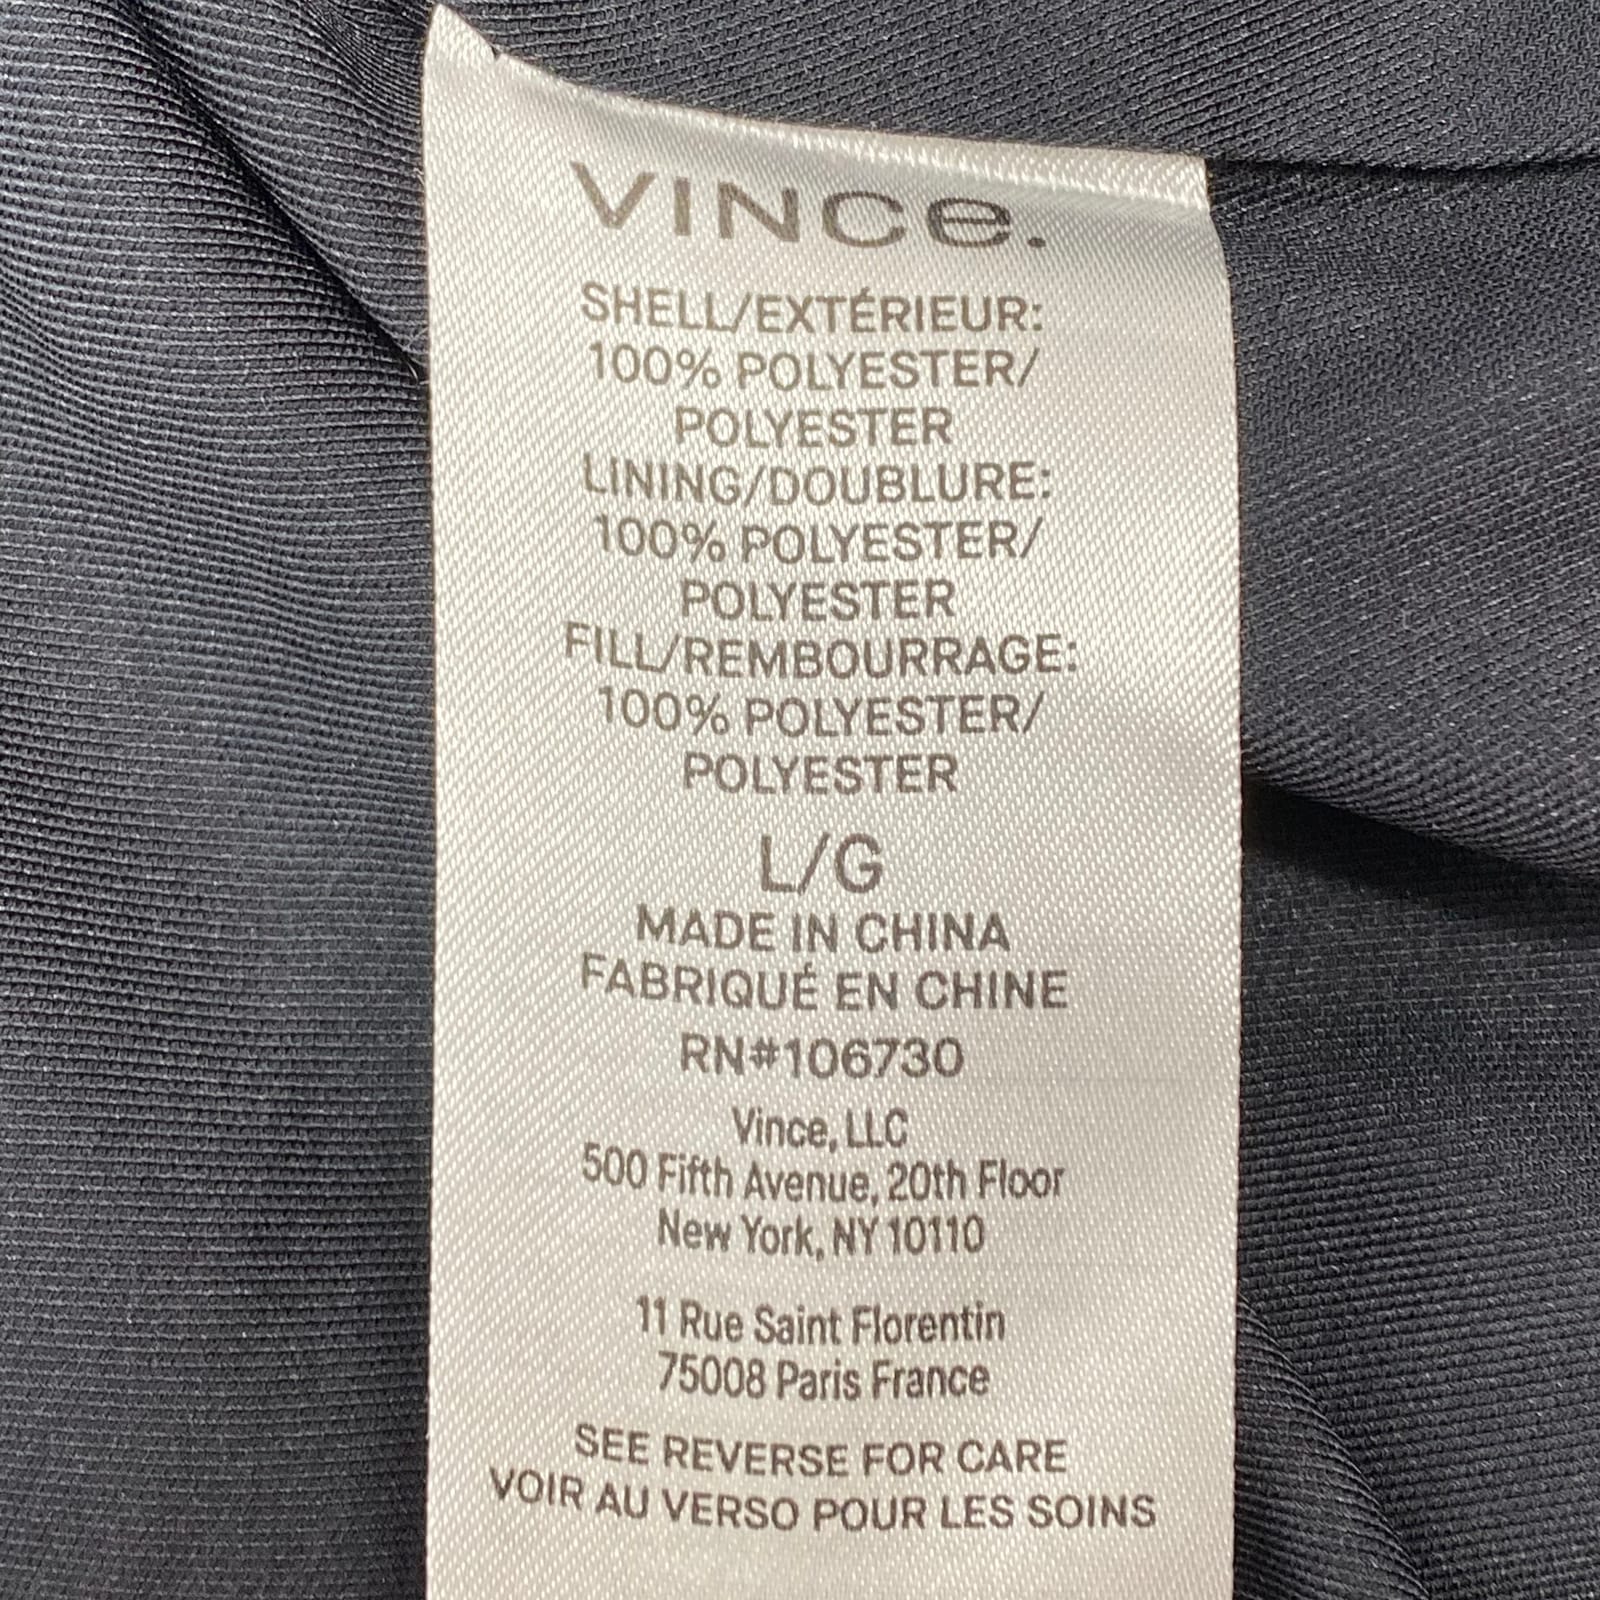 VINCe.
SHELL/EXTÉRIEUR:
100% POLYESTER/
POLYESTER
LINING/DOUBLURE:
100% POLYESTER/
POLYESTER
FILL/REMBOURRAGE:
100% POLYESTER/
POLYESTER
L/G
MADE IN CHINA
FABRIQUÉ EN CHINE
RN#106730
Vince, LLC
500 Fifth Avenue, 20th Floor
New York, NY 10110
11 Rue Saint Florentin
75008 Paris France
SEE REVERSE FOR CARE
VOIR AU VERSO POUR LES SOINS